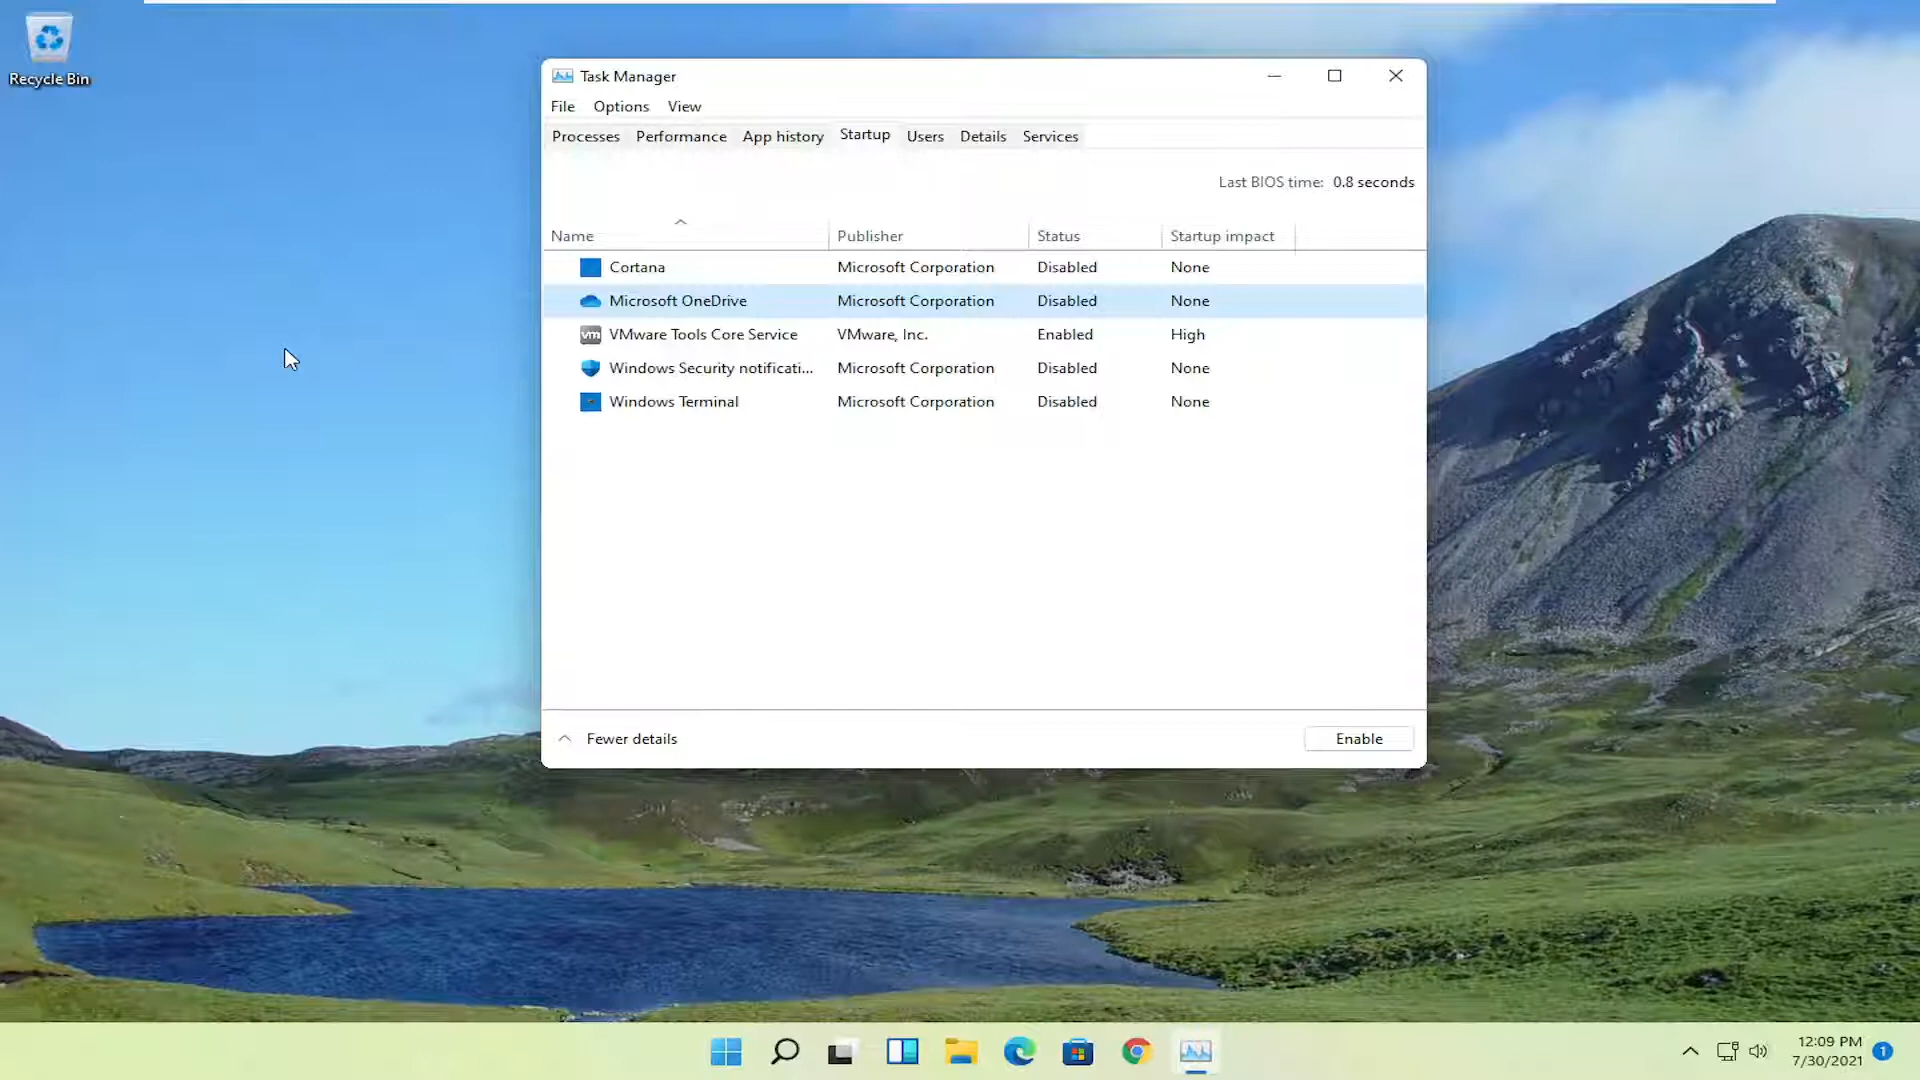 Recycle Bin
Task Manager
File Options View
Processes Performance App history Startup Users Details Services
Last BIOS time: 0.8 seconds
Name Publisher Status Startup impact
Cortana Microsoft Corporation Disabled None
Microsoft OneDrive Microsoft Corporation Disabled None
vm VMware Tools Core Service VMware, Inc. Enabled High
Windows Security notificati... Microsoft Corporation Disabled None
Windows Terminal Microsoft Corporation Disabled None
Fewer details Enable
12:09 PM
7/30/2021 1